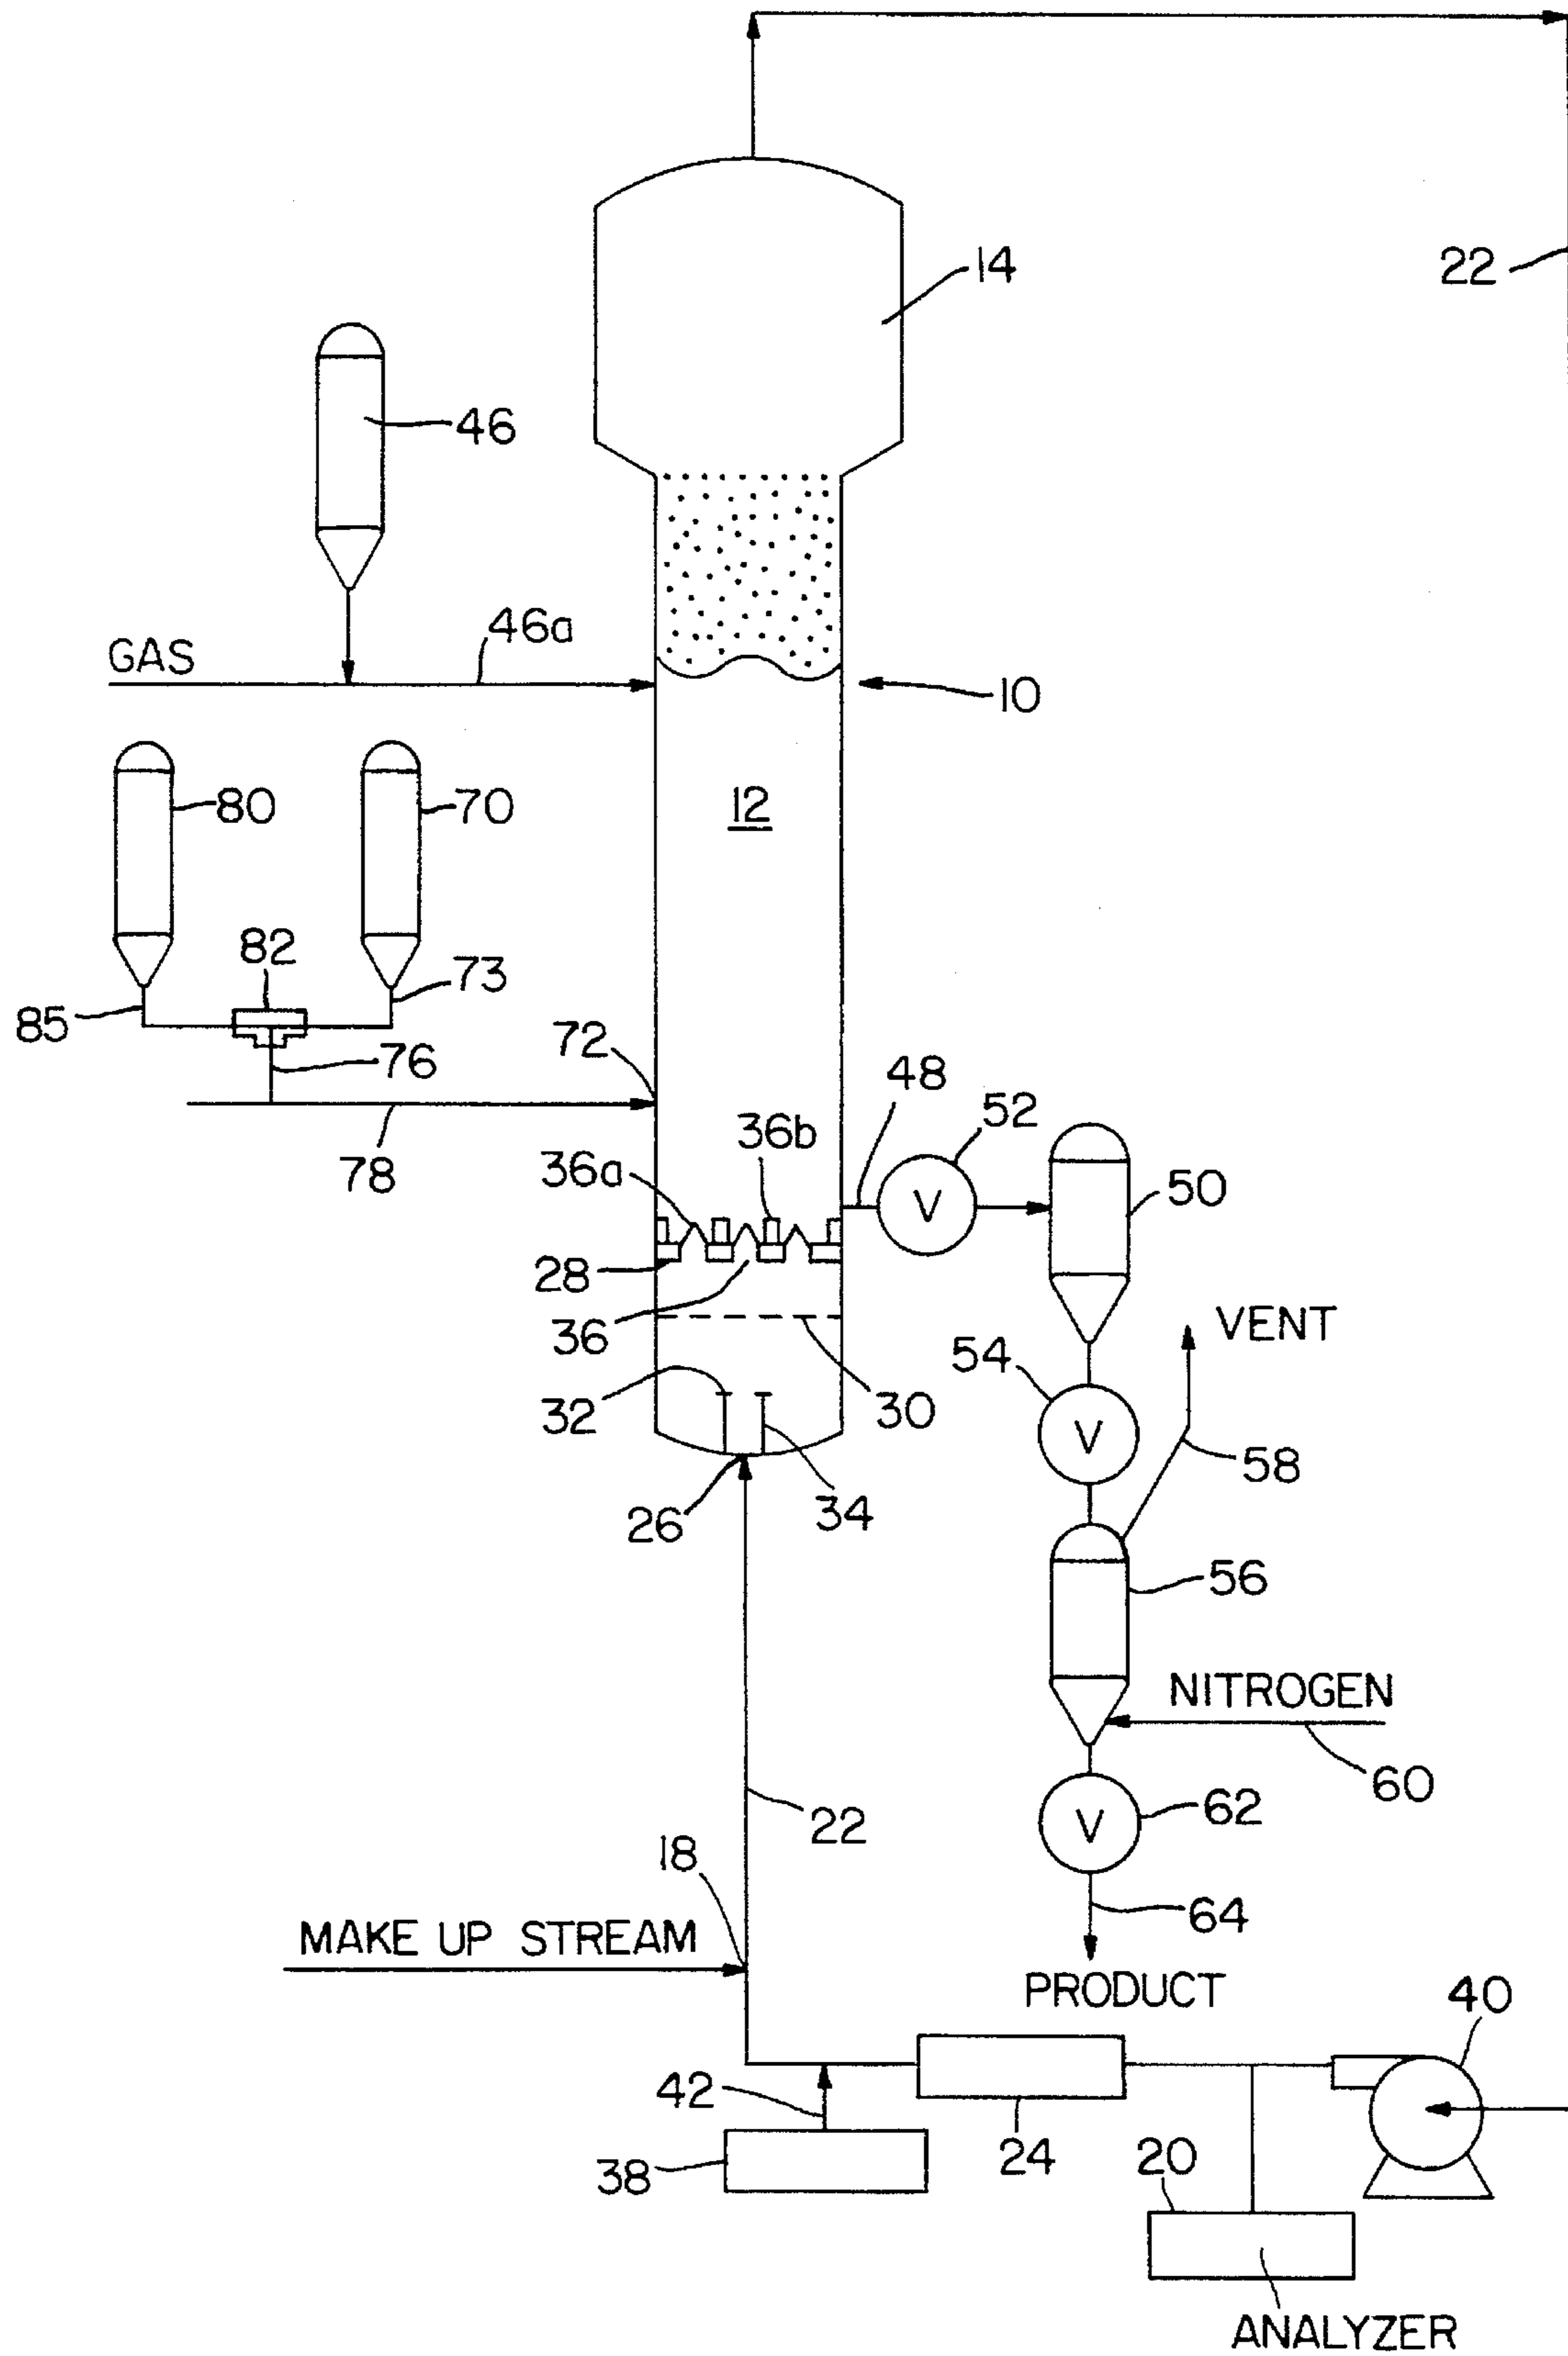 22
14
46
46a
GAS
10
80
70
12
82
73
85
76
72
78
48
52
36b
36a
50
28
36
VENT
54
V
32
30
58
V
26
34
56
NITROGEN
60
22
V
62
18
64
MAKE UP STREAM
PRODUCT
40
42
24
20
38
ANALYZER